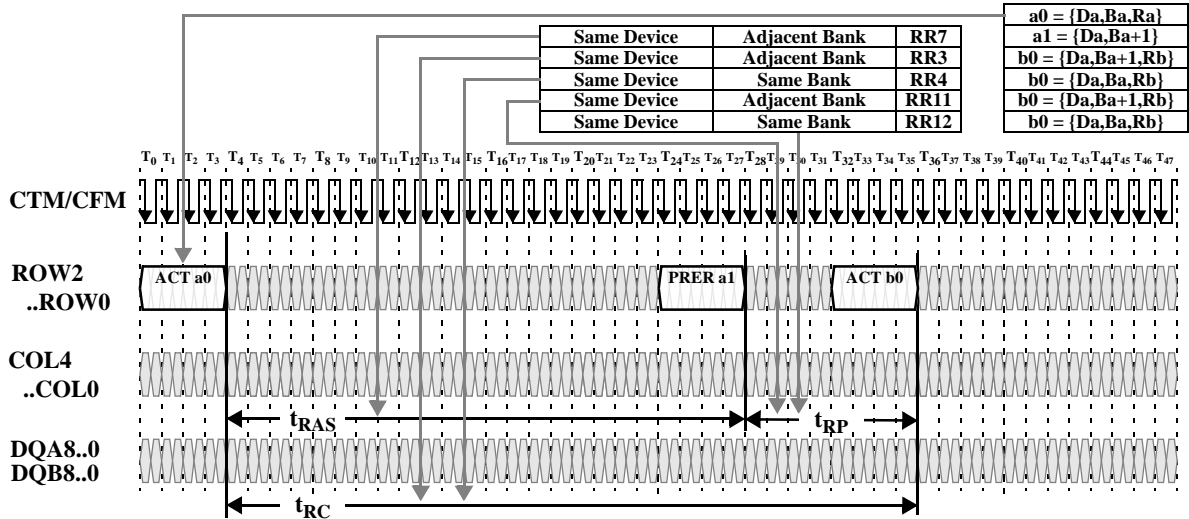 a0 = {Da,Ba,Ra}
Same Device Adjacent Bank RR7 a1 = {Da,Ba+1}
Same Device Adjacent Bank RR3 b0 = {Da,Ba+1,Rb}
Same Device Same Bank RR4 b0 = {Da,Ba,Rb}
Same Device Adjacent Bank RR11 b0 = {Da,Ba+1,Rb}
Same Device Same Bank RR12 b0 = {Da,Ba,Rb}
T0 T1 T2 T3 T4 T5 T6 T7 T8 T9 T10 T11 T12 T13 T14 T15 T16 T17 T18 T19 T20 T21 T22 T23 T24 T25 T26 T27 T28 T29 T30 T31 T32 T33 T34 T35 T36 T37 T38 T39 T40 T41 T42 T43 T44 T45 T46 T47
CTM/CFM
ROW2 ACT a0 PRER a1 ACT b0
..ROW0
COL4
..COL0
tRAS tRP
DQA8..0
DQB8..0
tRC